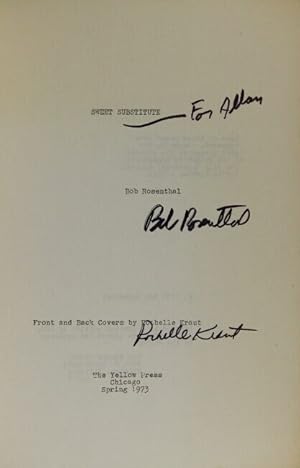 SWEET SUBSTITUTE For Allan
Bob Rosenthal
Bob Rosenthal
Front and Back Covers by Rochelle Kraut
Rochelle Kraut
The Yellow Press
Chicago
Spring 1973